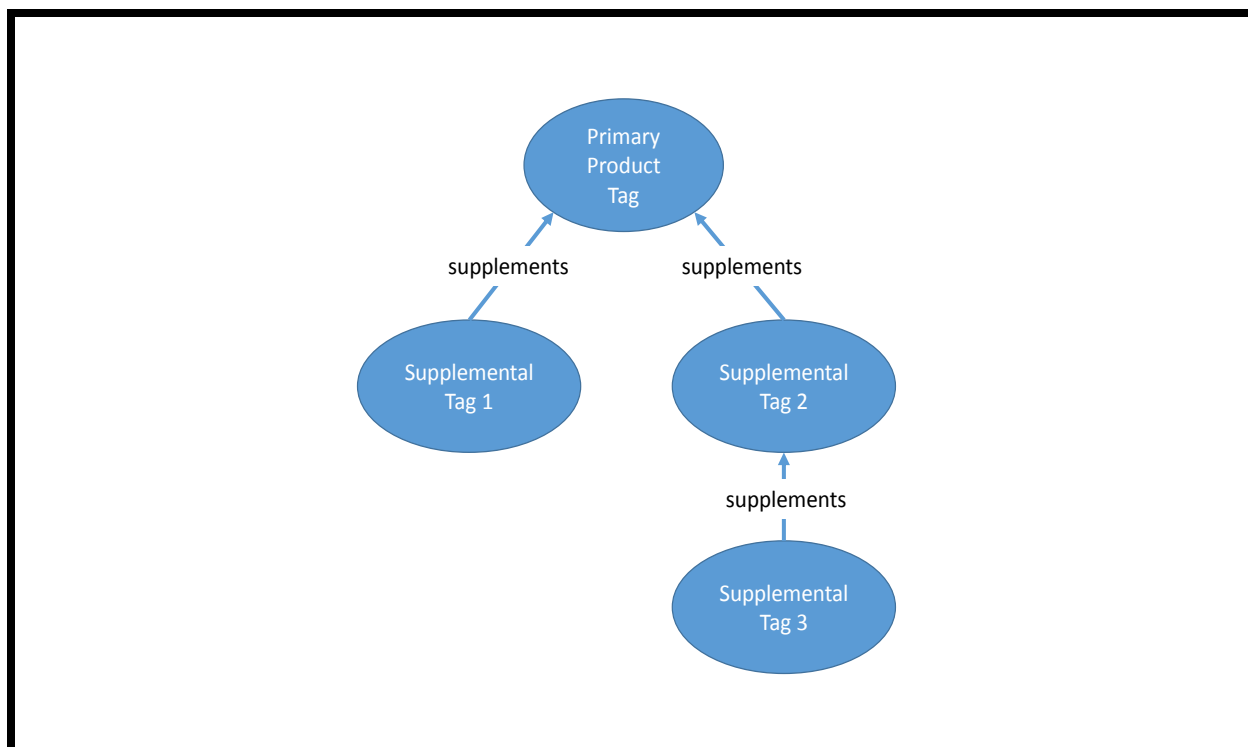 Primary
Product
Tag
supplements
supplements
Supplemental
Tag 1
Supplemental
Tag 2
supplements
Supplemental
Tag 3